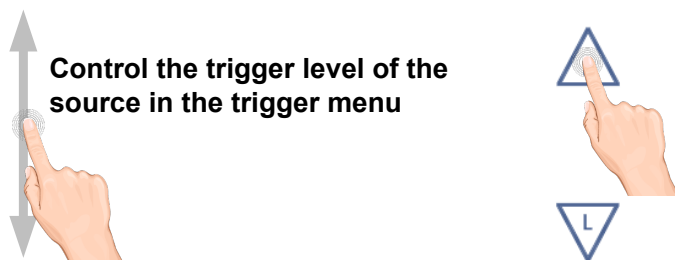 Control the trigger level of the
source in the trigger menu
L